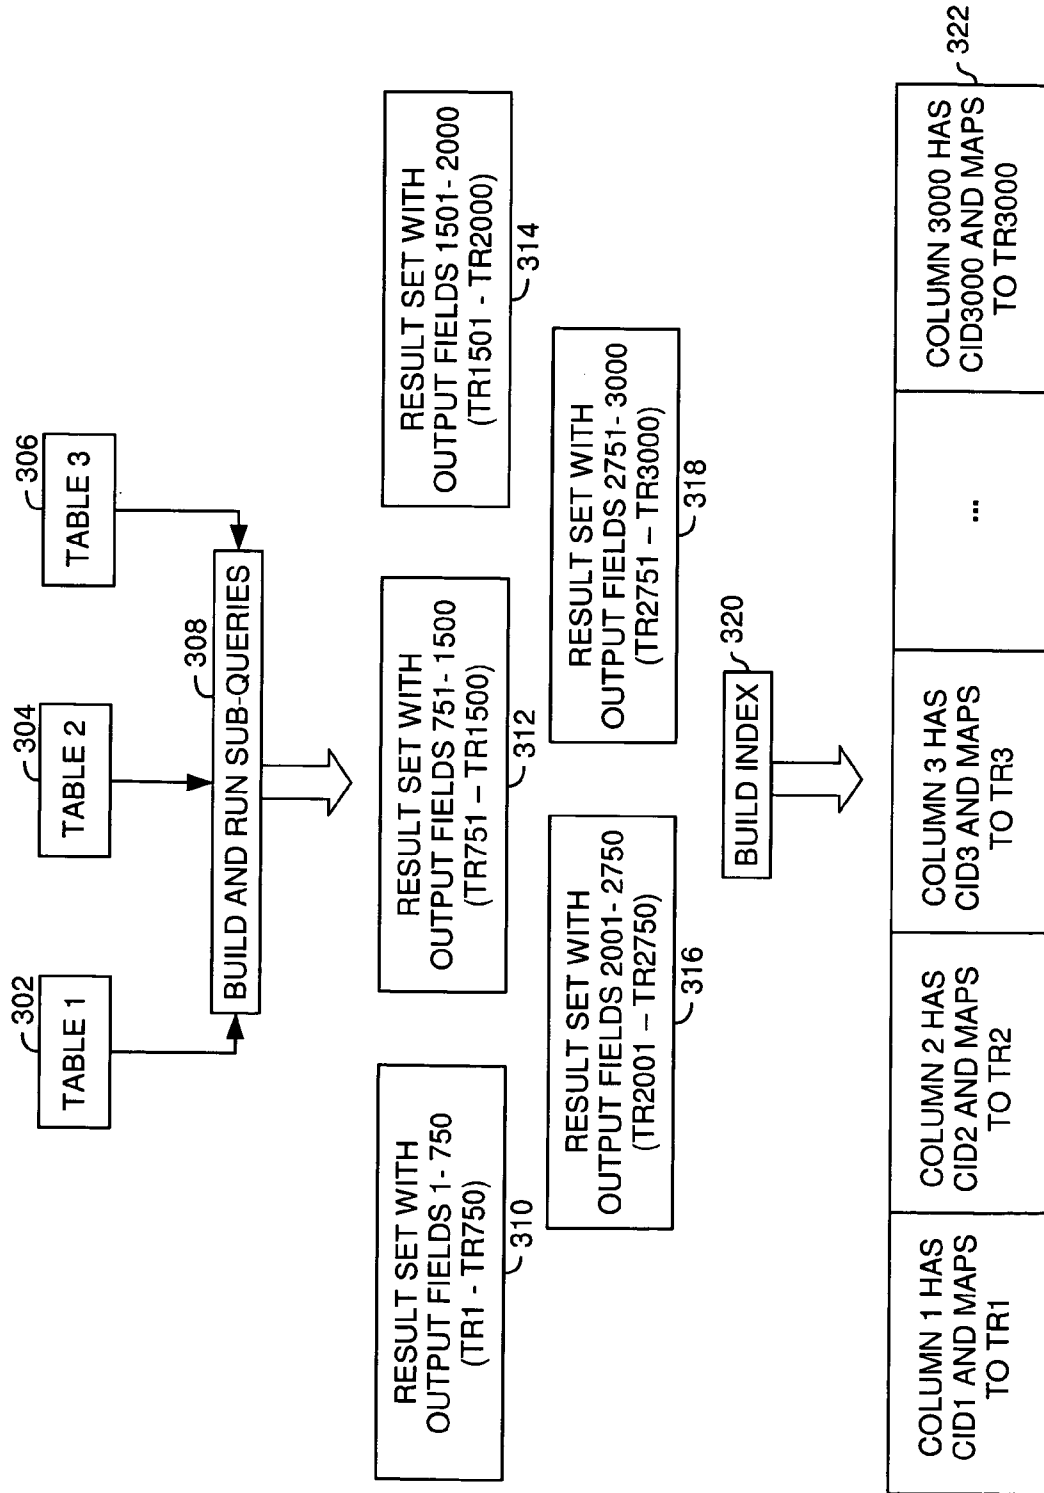 302
TABLE 1
304
TABLE 2
306
TABLE 3
308
BUILD AND RUN SUB-QUERIES
RESULT SET WITH
OUTPUT FIELDS 1- 750
(TR1 - TR750)
310
RESULT SET WITH
OUTPUT FIELDS 751- 1500
(TR751 – TR1500)
312
RESULT SET WITH
OUTPUT FIELDS 1501- 2000
(TR1501 - TR2000)
314
RESULT SET WITH
OUTPUT FIELDS 2001- 2750
(TR2001 – TR2750)
316
RESULT SET WITH
OUTPUT FIELDS 2751- 3000
(TR2751 – TR3000)
318
BUILD INDEX
320
COLUMN 1 HAS
CID1 AND MAPS
TO TR1
COLUMN 2 HAS
CID2 AND MAPS
TO TR2
COLUMN 3 HAS
CID3 AND MAPS
TO TR3
...
COLUMN 3000 HAS
CID3000 AND MAPS
TO TR3000
322